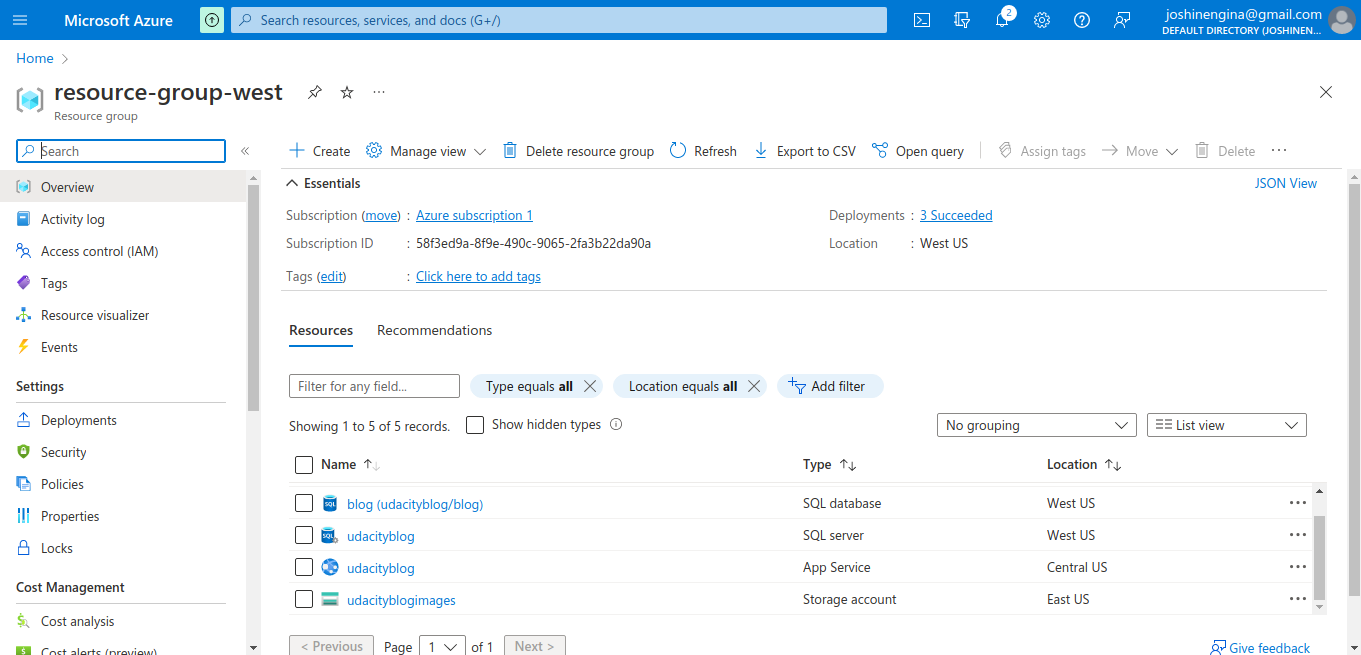 Microsoft Azure
Search resources, services, and docs (G+/)
2
joshinengina@gmail.com
DEFAULT DIRECTORY (JOSHINEN...
Home
resource-group-west
Resource group
Search
Overview
Activity log
Access control (IAM)
Tags
Resource visualizer
Events
Settings
Deployments
Security
Policies
Properties
Locks
Cost Management
Cost analysis
Cost alerts (preview)
Create Manage view Delete resource group Refresh Export to CSV Open query Assign tags Move Delete
Essentials JSON View
Subscription (move) : Azure subscription 1 Deployments : 3 Succeeded
Subscription ID : 58f3ed9a-8f9e-490c-9065-2fa3b22da90a Location : West US
Tags (edit) : Click here to add tags
Resources Recommendations
Filter for any field... Type equals all Location equals all Add filter
Showing 1 to 5 of 5 records. Show hidden types No grouping List view
Name Type Location
SQL blog (udacityblog/blog) SQL database West US
SQL udacityblog SQL server West US
udacityblog App Service Central US
udacityblogimages Storage account East US
< Previous Page 1 of 1 Next >
Give feedback